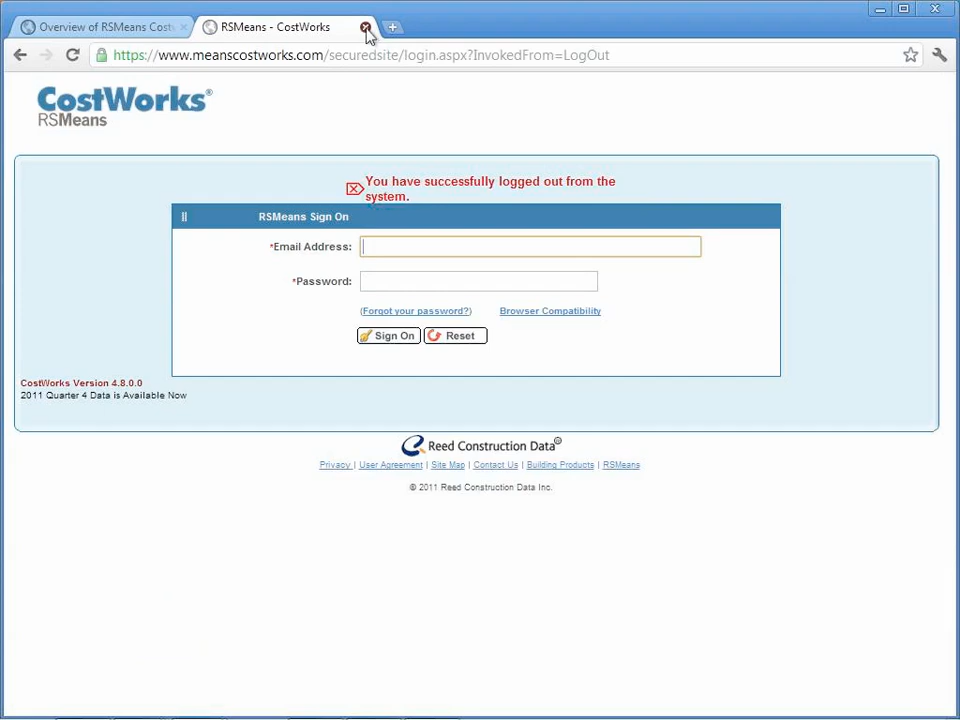 Overview of RSMeans Cost
RSMeans - CostWorks
https://www.meanscostworks.com/securedsite/login.aspx?InvokedFrom=LogOut
CostWorks®
RSMeans
You have successfully logged out from the
system.
RSMeans Sign On
*Email Address:
*Password:
(Forgot your password?) Browser Compatibility
Sign On Reset
CostWorks Version 4.8.0.0
2011 Quarter 4 Data is Available Now
Reed Construction Data®
Privacy | User Agreement | Site Map | Contact Us | Building Products | RSMeans
© 2011 Reed Construction Data Inc.